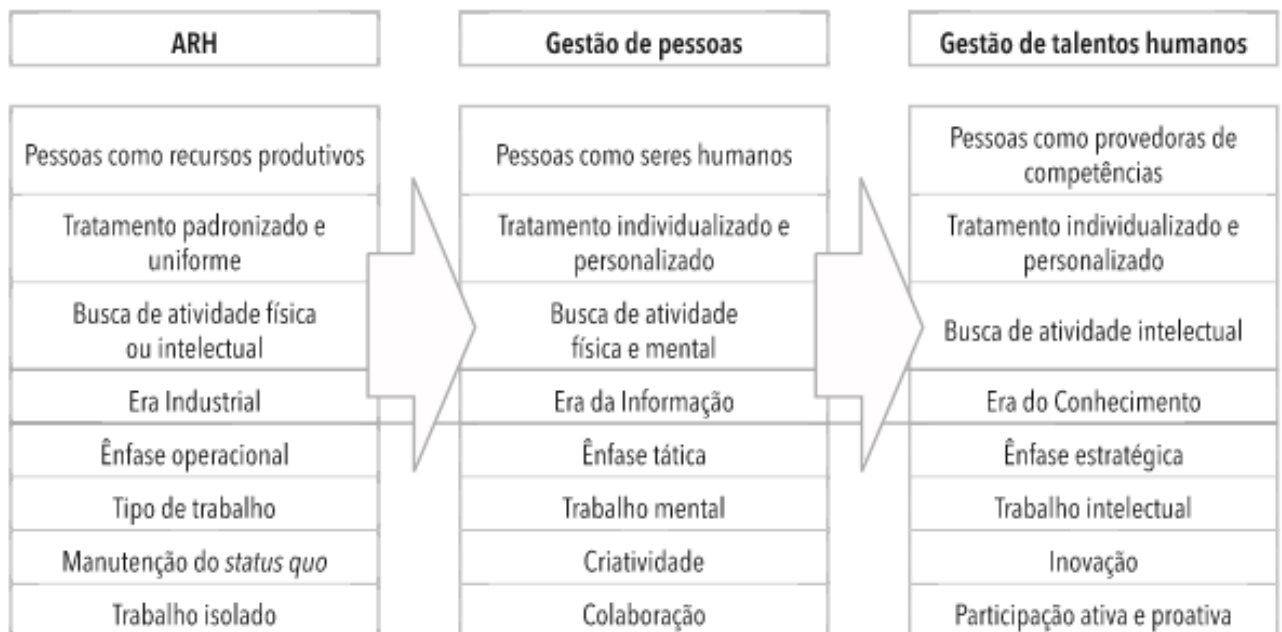 ARH
Gestão de pessoas
Gestão de talentos humanos
Pessoas como recursos produtivos
Pessoas como seres humanos
Pessoas como provedoras de
competências
Tratamento padronizado e
uniforme
Tratamento individualizado e
personalizado
Tratamento individualizado e
personalizado
Busca de atividade física
ou intelectual
Busca de atividade
física e mental
Busca de atividade intelectual
Era Industrial
Era da Informação
Era do Conhecimento
Ênfase operacional
Ênfase tática
Ênfase estratégica
Tipo de trabalho
Trabalho mental
Trabalho intelectual
Manutenção do status quo
Criatividade
Inovação
Trabalho isolado
Colaboração
Participação ativa e proativa